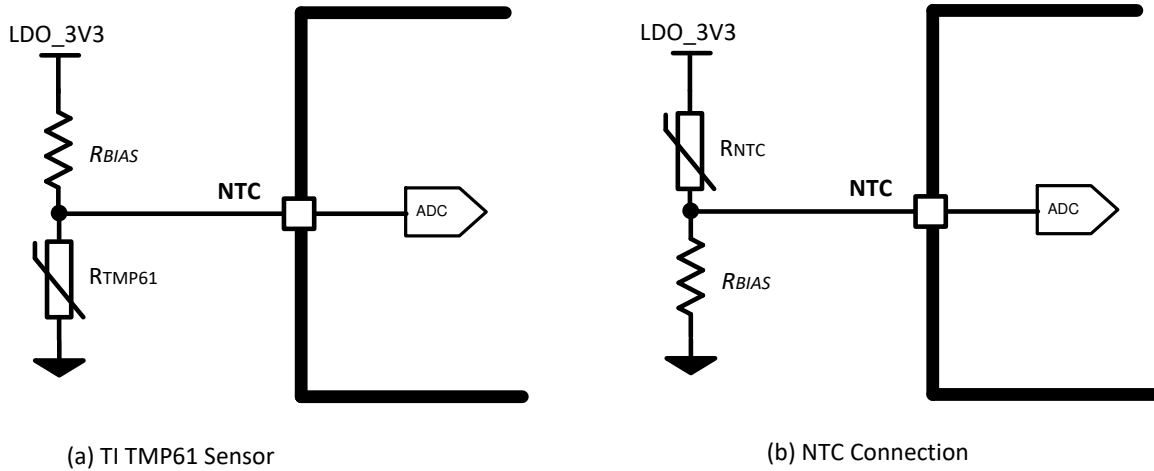 LDO_3V3
RBIAS
NTC
ADC
RTMP61
(a) TI TMP61 Sensor
LDO_3V3
RNTC
NTC
ADC
RBIAS
(b) NTC Connection